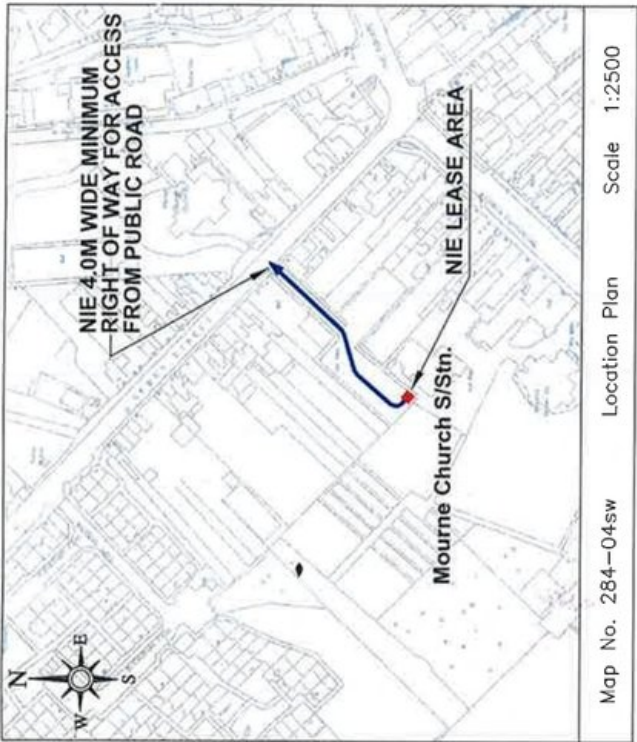 N
W
E
S
NIE 4.0M WIDE MINIMUM
RIGHT OF WAY FOR ACCESS
FROM PUBLIC ROAD
NIE LEASE AREA
Mourne Church S/Stn.
Map No. 284-04sw Location Plan Scale 1:2500